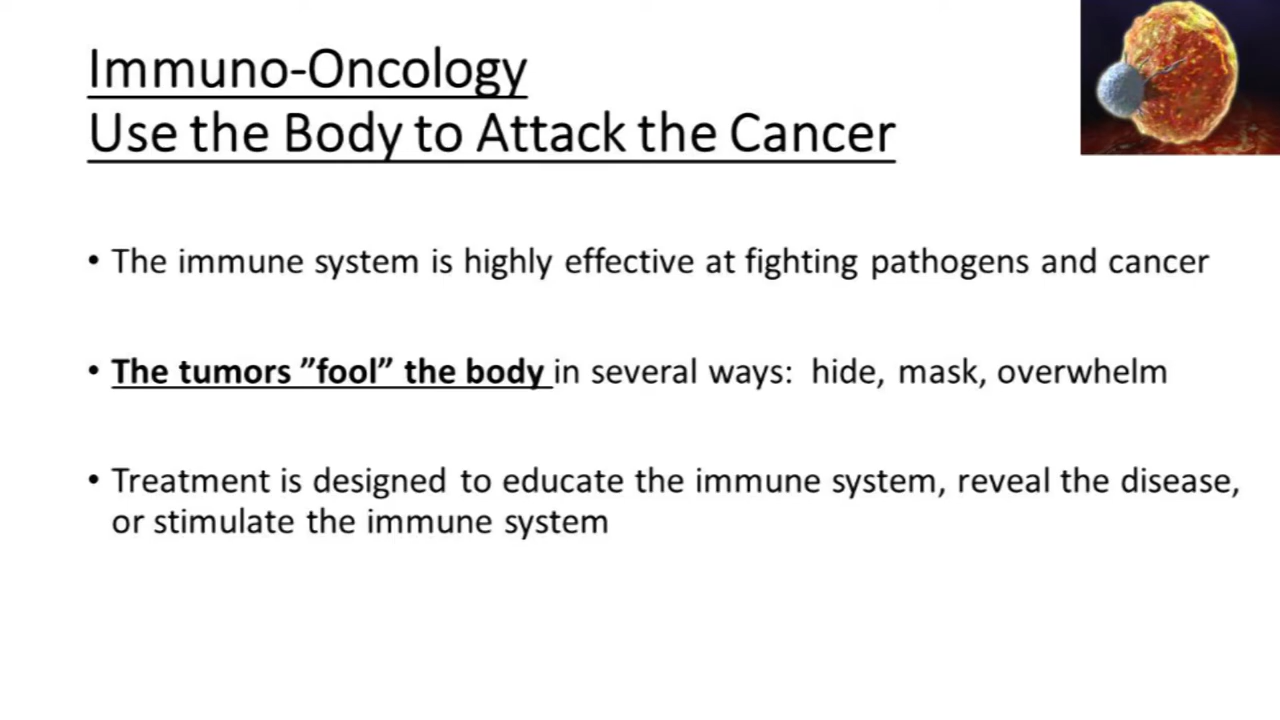 Immuno-Oncology
Use the Body to Attack the Cancer
• The immune system is highly effective at fighting pathogens and cancer
• The tumors ”fool” the body in several ways: hide, mask, overwhelm
• Treatment is designed to educate the immune system, reveal the disease,
or stimulate the immune system